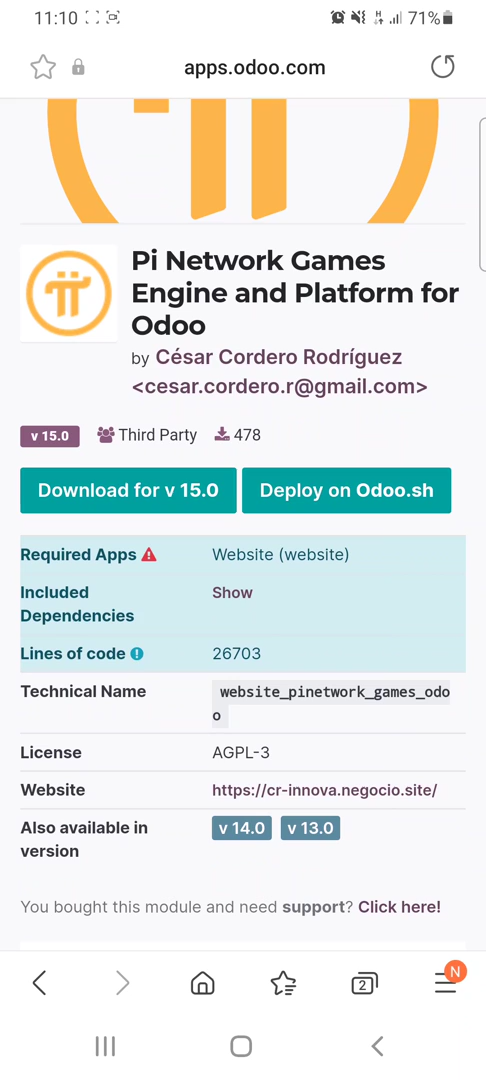 11:10
71%
apps.odoo.com
Pi Network Games
Engine and Platform for
Odoo
by César Cordero Rodríguez
<cesar.cordero.r@gmail.com>
v 15.0 Third Party 478
Download for v 15.0 Deploy on Odoo.sh
Required Apps Website (website)
Included
Dependencies
Show
Lines of code 26703
Technical Name website_pinetwork_games_odo
o
License AGPL-3
Website https://cr-innova.negocio.site/
Also available in
version
v 14.0 v 13.0
You bought this module and need support? Click here!
2
N